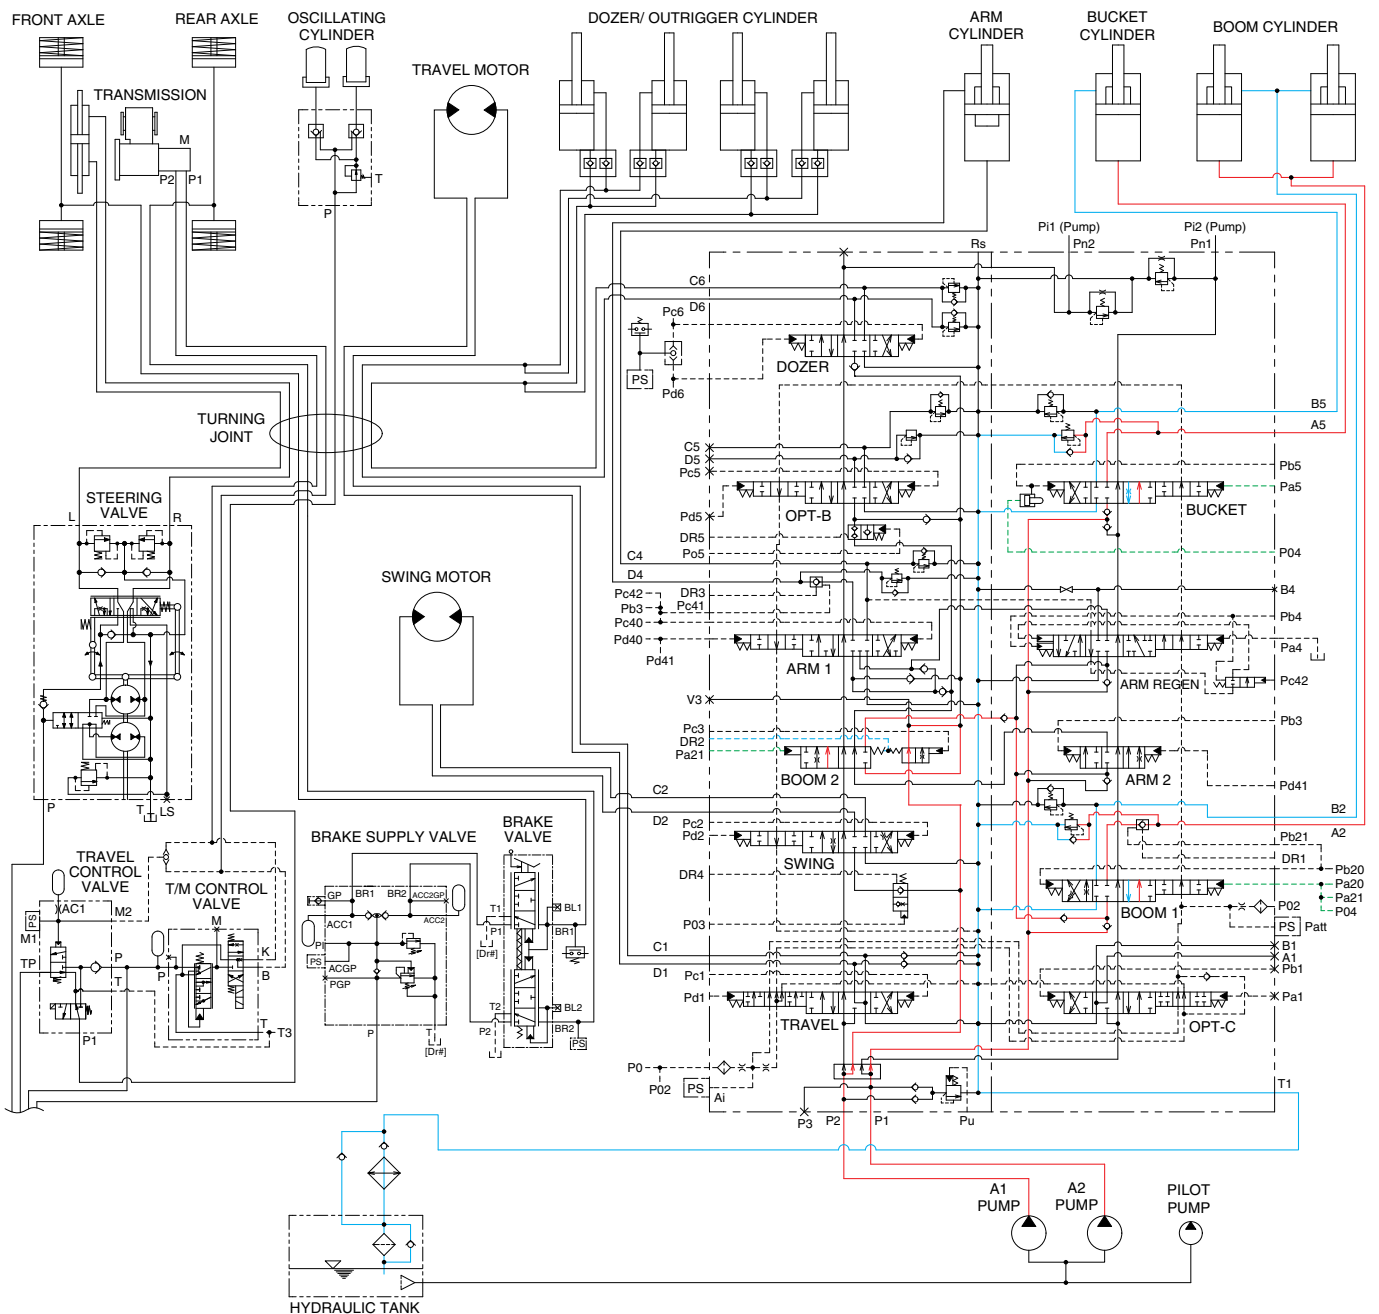 FRONT AXLE
REAR AXLE
OSCILLATING
CYLINDER
DOZER/ OUTRIGGER CYLINDER
ARM
CYLINDER
BUCKET
CYLINDER
BOOM CYLINDER
TRAVEL MOTOR
TRANSMISSION
M
P2 P1
T
P
Pi1 (Pump)
Pn2
Pi2 (Pump)
Pn1
Rs
C6
D6
Pc6
PS
Pd6
DOZER
TURNING
JOINT
B5
A5
C5
D5
Pc5
Pd5
OPT-B
Pb5
Pa5
BUCKET
STEERING
VALVE
L
R
DR5
Po5
P04
C4
D4
SWING MOTOR
Pc42
Pb3
Pc40
Pd40
Pd41
DR3
Pc41
ARM 1
B4
Pb4
Pa4
ARM REGEN
Pc42
V3
Pc3
DR2
Pa21
BOOM 2
Pb3
ARM 2
Pd41
P
T
LS
C2
D2
Pc2
Pd2
SWING
B2
A2
Pb21
DR1
TRAVEL
CONTROL
VALVE
T/M CONTROL
VALVE
BRAKE SUPPLY VALVE
BRAKE
VALVE
DR4
P03
Pb20
Pa20
Pa21
P04
BOOM 1
P02
PS
Patt
PS
AC1
M2
M1
TP
P
T
P1
M
K
B
P
T
T3
GP
BR1
BR2
ACC2GP
ACC1
ACC2
PI
PS
ACGP
PGP
P
T
[Dr#]
T1
P1
[Dr#]
BL1
BR1
T2
P2
BL2
BR2
PS
C1
D1
Pc1
Pd1
TRAVEL
B1
A1
Pb1
Pa1
OPT-C
P0
P02
PS
Ai
P3
P2
P1
Pu
T1
A1
PUMP
A2
PUMP
PILOT
PUMP
HYDRAULIC TANK